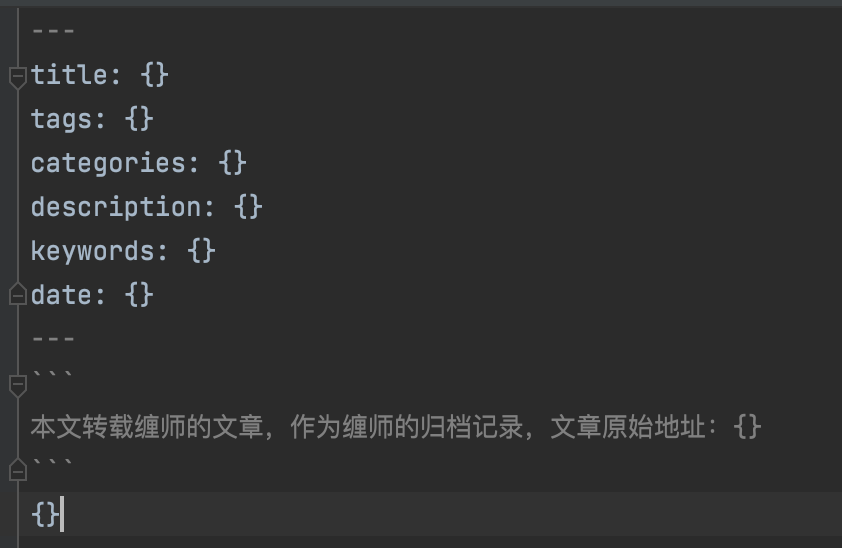 ---
title: {}
tags: {}
categories: {}
description: {}
keywords: {}
date: {}
---
```
本文转载缠师的文章，作为缠师的归档记录，文章原始地址：{}
```
{}